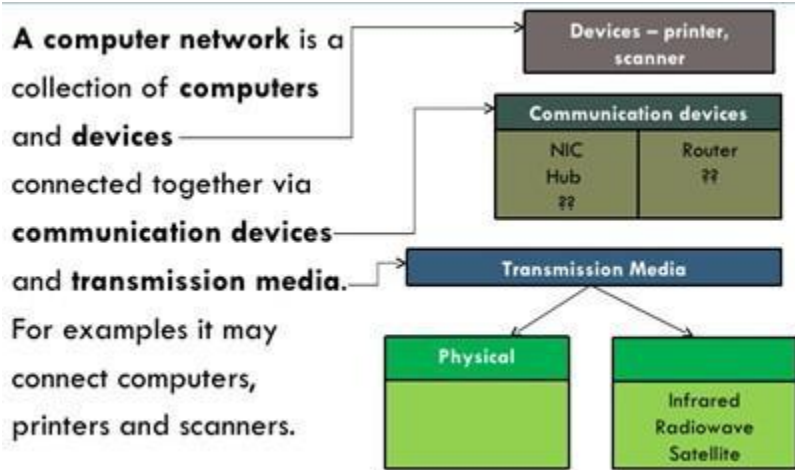 A computer network is a
collection of computers
and devices
connected together via
communication devices
and transmission media.
For examples it may
connect computers,
printers and scanners.
Devices – printer,
scanner
Communication devices
NIC
Hub
??
Router
??
Transmission Media
Physical
Infrared
Radiowave
Satellite